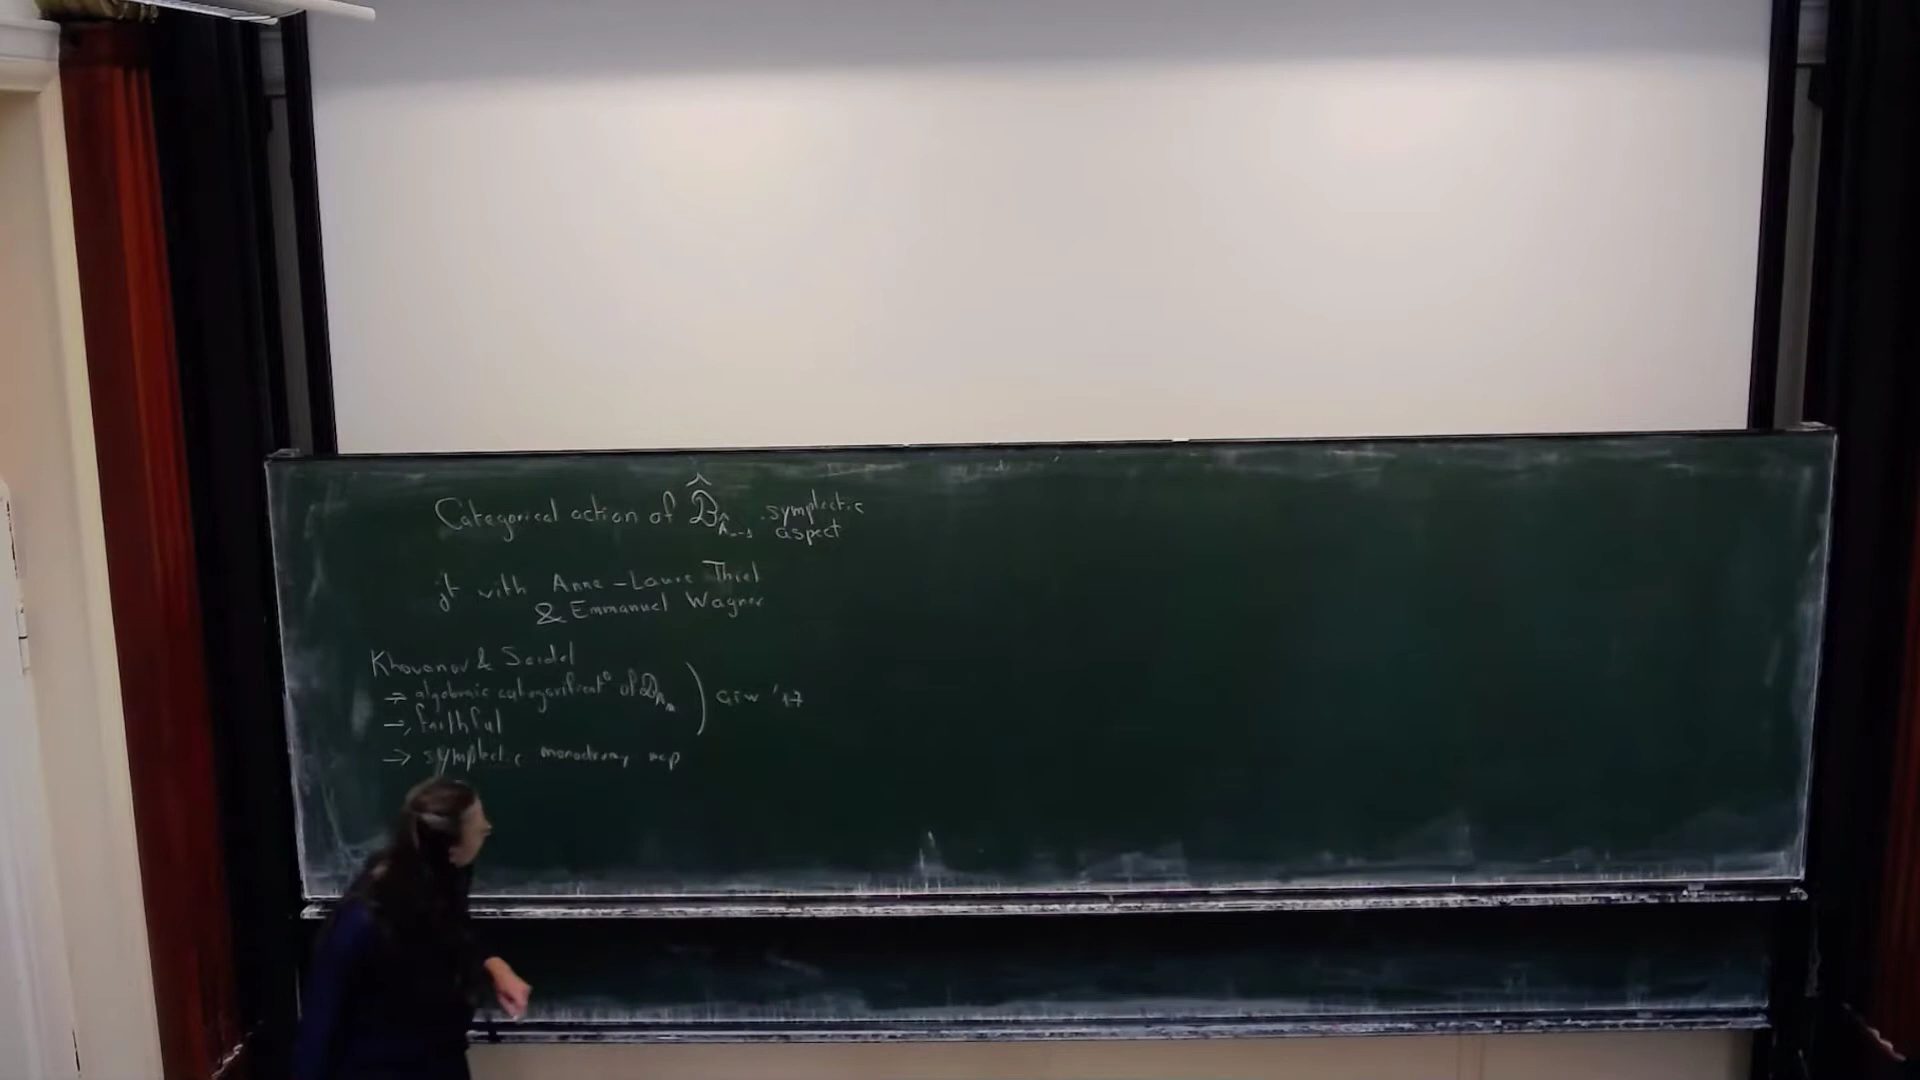 Categorical action of B̂_Â_{n-1} : symplectic aspect
jt with Anne-Laure Thiel
& Emmanuel Wagner
Khovanov & Seidel
→ algebraic categorificat° of B_{A_n}
→ faithful
→ symplectic monodromy map
GTW '17